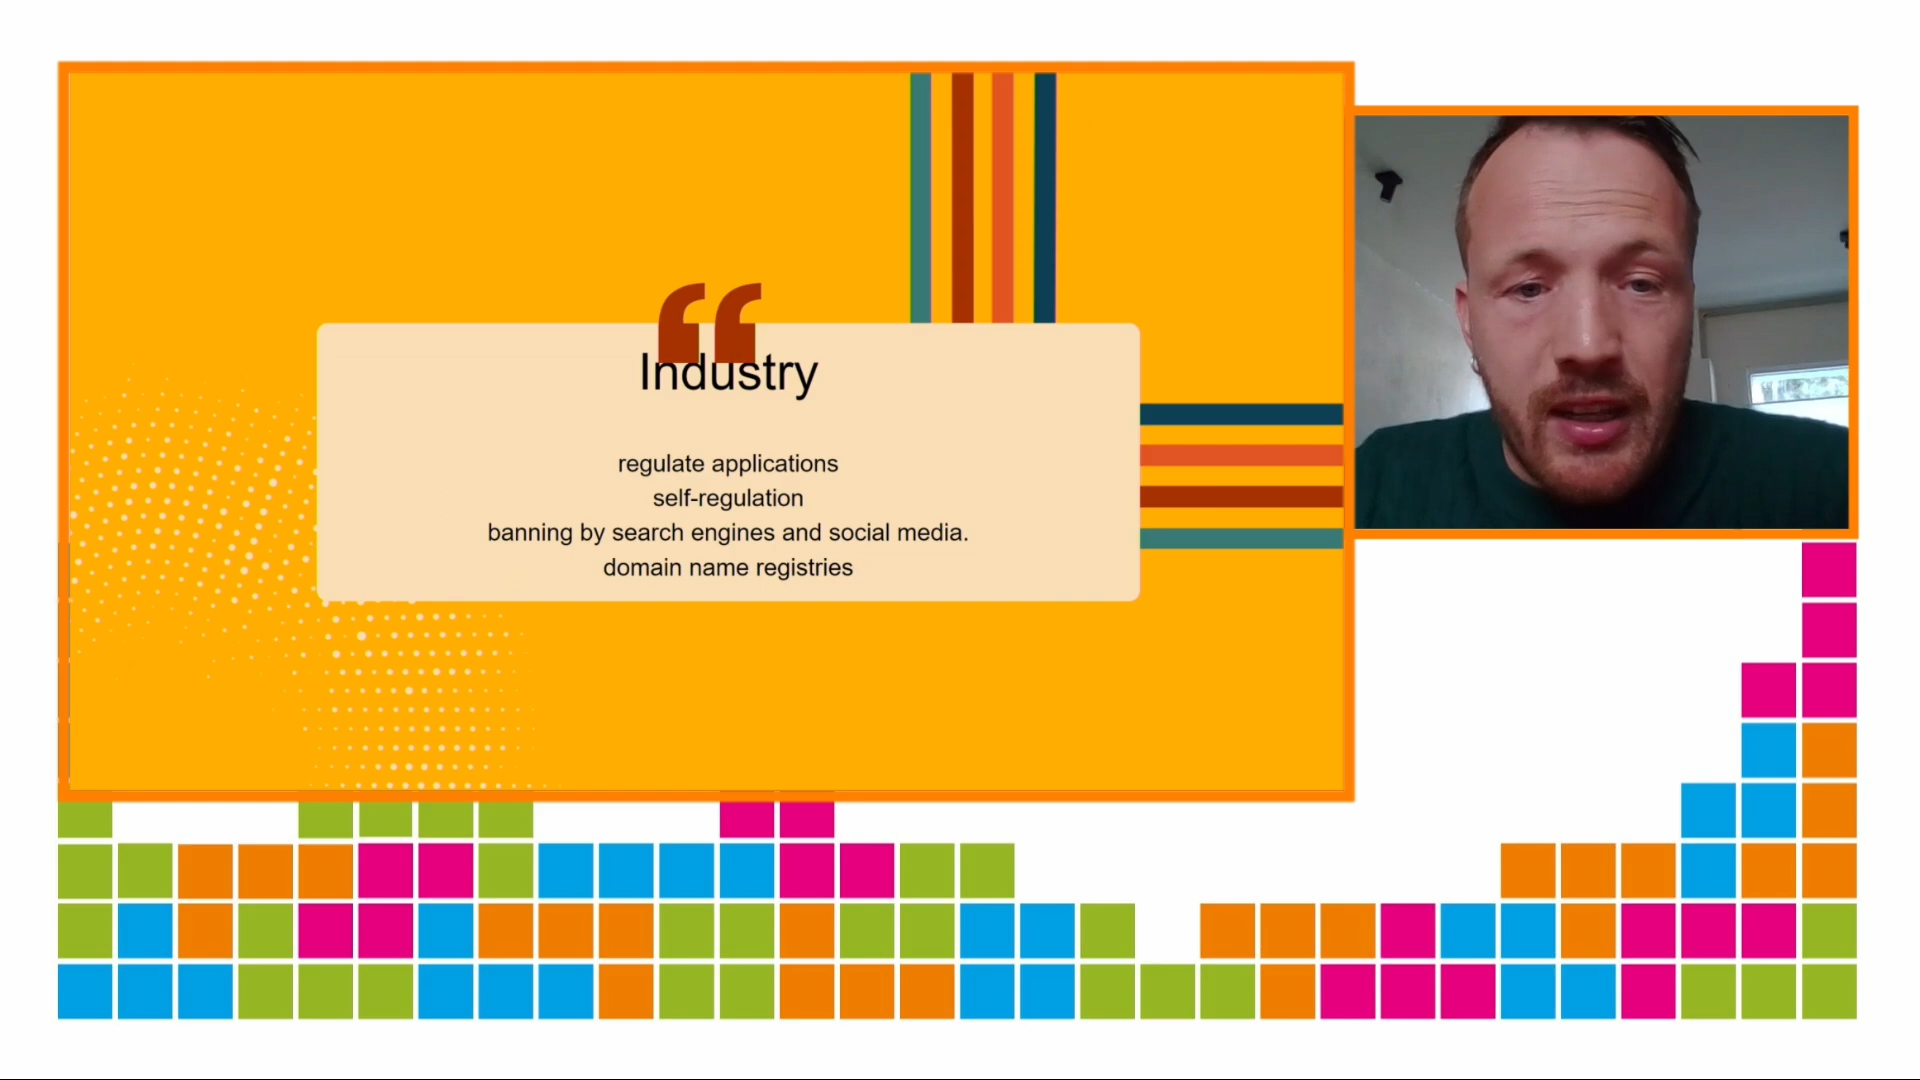 Industry
regulate applications
self-regulation
banning by search engines and social media.
domain name registries